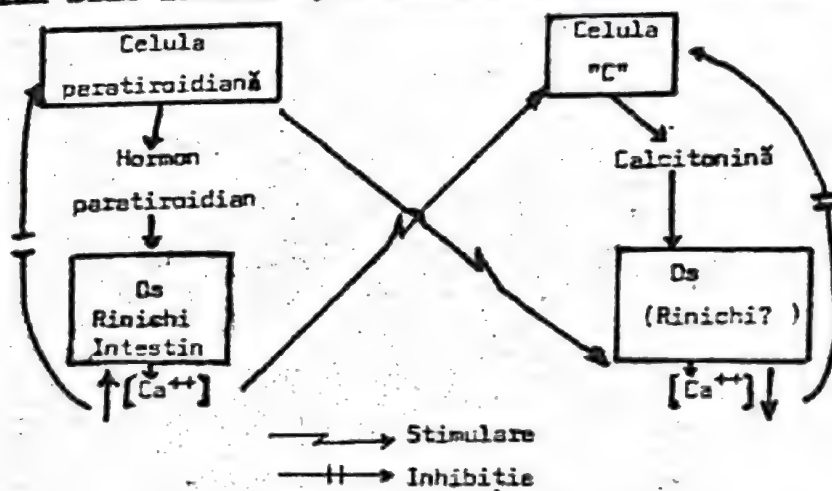 Celula
paratiroidiană
Hormon
paratiroidian
Os
Rinichi
Intestin
[Ca++]
Celula
"C"
Calcitonină
Os
(Rinichi? )
[Ca++]
Stimulare
Inhibiție